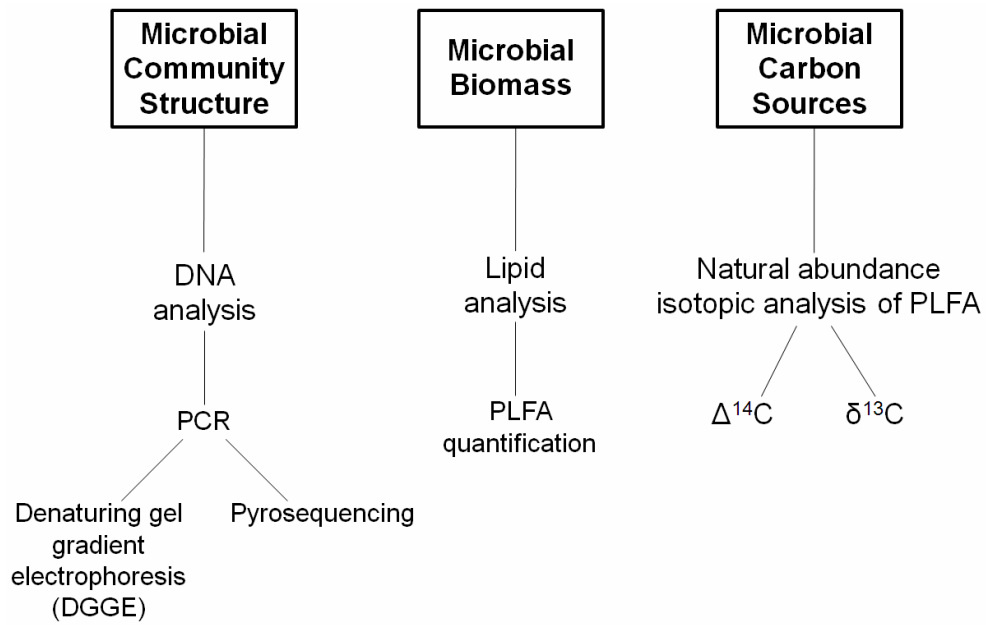 Microbial
Community
Structure
DNA
analysis
PCR
Denaturing gel
gradient
electrophoresis
(DGGE)
Pyrosequencing
Microbial
Biomass
Lipid
analysis
PLFA
quantification
Microbial
Carbon
Sources
Natural abundance
isotopic analysis of PLFA
Δ¹⁴C
δ¹³C